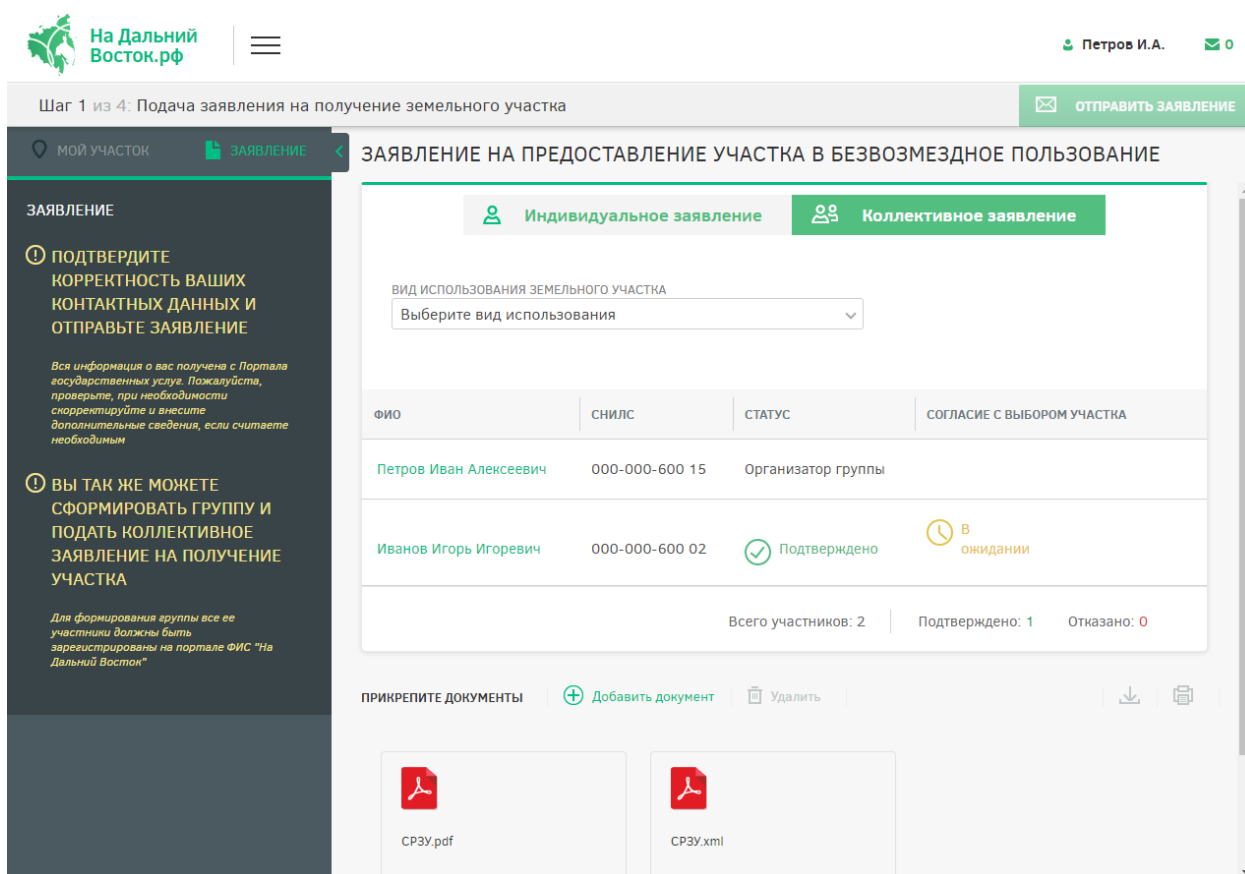 На Дальний
Восток.рф
Петров И.А.
0
Шаг 1 из 4: Подача заявления на получение земельного участка
ОТПРАВИТЬ ЗАЯВЛЕНИЕ
МОЙ УЧАСТОК
ЗАЯВЛЕНИЕ
ЗАЯВЛЕНИЕ
ПОДТВЕРДИТЕ
КОРРЕКТНОСТЬ ВАШИХ
КОНТАКТНЫХ ДАННЫХ И
ОТПРАВЬТЕ ЗАЯВЛЕНИЕ
Вся информация о вас получена с Портала
государственных услуг. Пожалуйста,
проверьте, при необходимости
скорректируйте и внесите
дополнительные сведения, если считаете
необходимым
ВЫ ТАК ЖЕ МОЖЕТЕ
СФОРМИРОВАТЬ ГРУППУ И
ПОДАТЬ КОЛЛЕКТИВНОЕ
ЗАЯВЛЕНИЕ НА ПОЛУЧЕНИЕ
УЧАСТКА
Для формирования группы все ее
участники должны быть
зарегистрированы на портале ФИС "На
Дальний Восток"
ЗАЯВЛЕНИЕ НА ПРЕДОСТАВЛЕНИЕ УЧАСТКА В БЕЗВОЗМЕЗДНОЕ ПОЛЬЗОВАНИЕ
Индивидуальное заявление
Коллективное заявление
ВИД ИСПОЛЬЗОВАНИЯ ЗЕМЕЛЬНОГО УЧАСТКА
Выберите вид использования
ФИО СНИЛС СТАТУС СОГЛАСИЕ С ВЫБОРОМ УЧАСТКА
Петров Иван Алексеевич 000-000-600 15 Организатор группы
Иванов Игорь Игоревич 000-000-600 02 Подтверждено В
ожидании
Всего участников: 2 Подтверждено: 1 Отказано: 0
ПРИКРЕПИТЕ ДОКУМЕНТЫ Добавить документ Удалить
СРЗУ.pdf
СРЗУ.xml